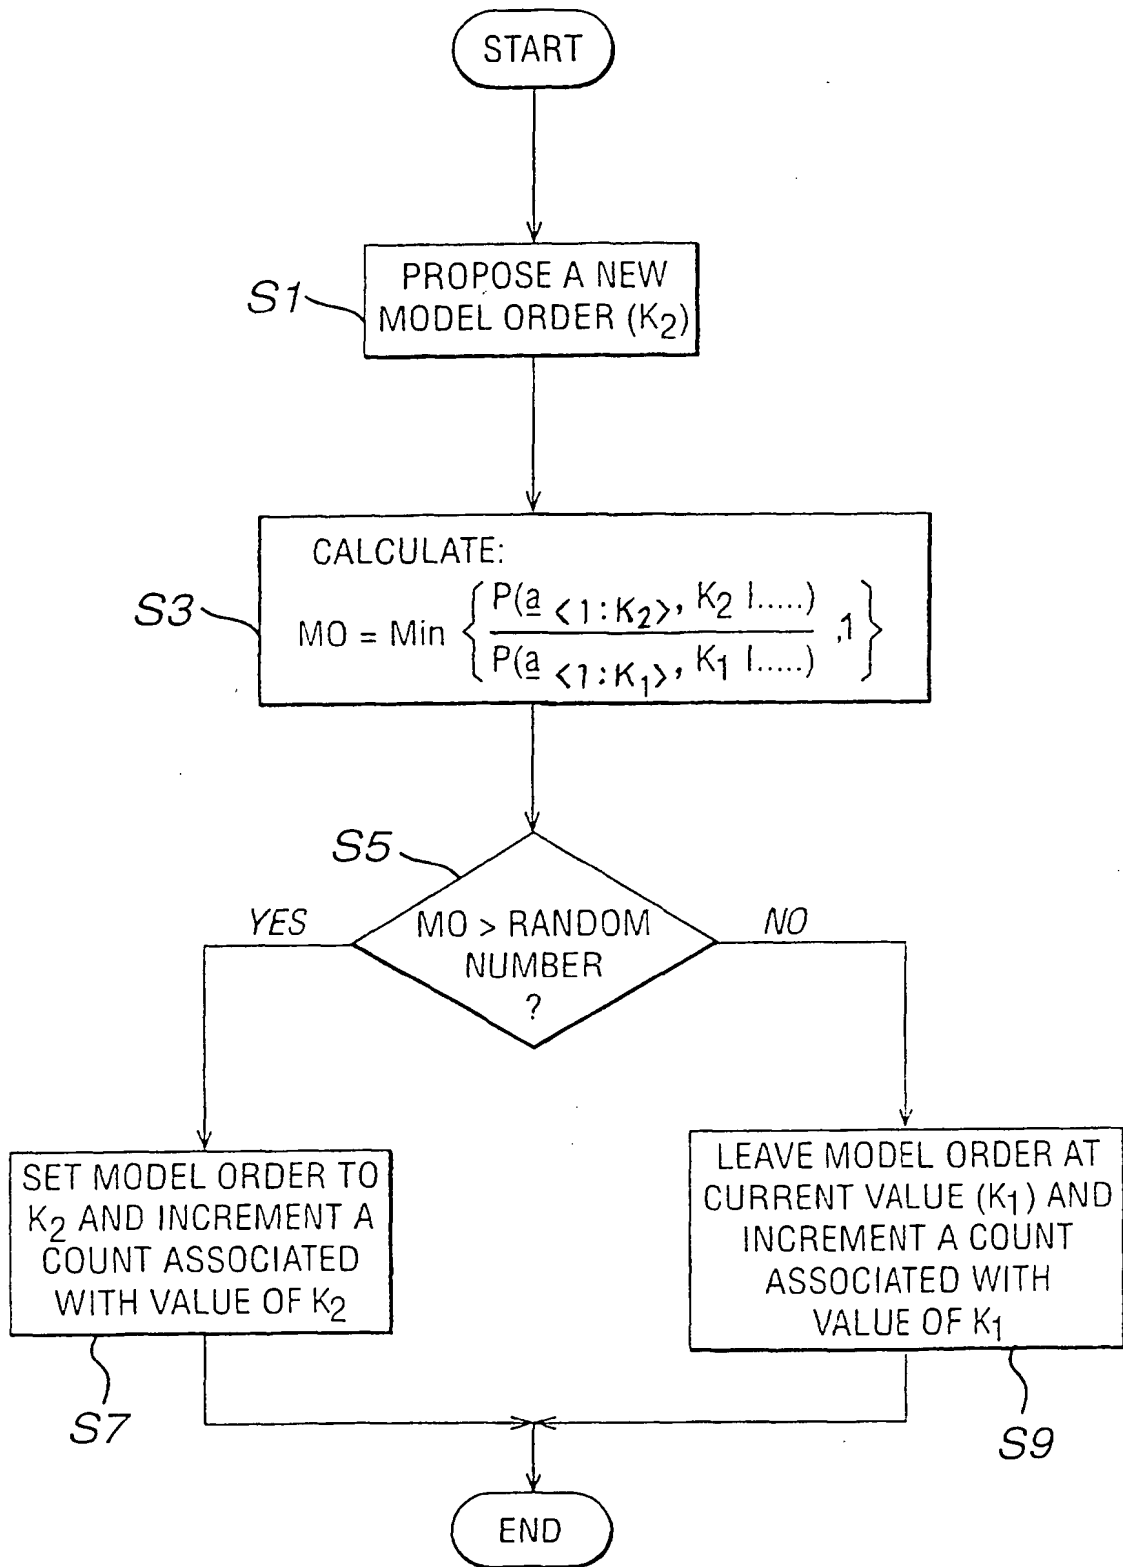 START
S1
PROPOSE A NEW
MODEL ORDER (K2)
S3
CALCULATE:
MO = Min { P(a <1:K2>, K2 |.....) / P(a <1:K1>, K1 |.....) ,1 }
S5
YES
MO > RANDOM
NUMBER
?
NO
SET MODEL ORDER TO
K2 AND INCREMENT A
COUNT ASSOCIATED
WITH VALUE OF K2
S7
LEAVE MODEL ORDER AT
CURRENT VALUE (K1) AND
INCREMENT A COUNT
ASSOCIATED WITH
VALUE OF K1
S9
END